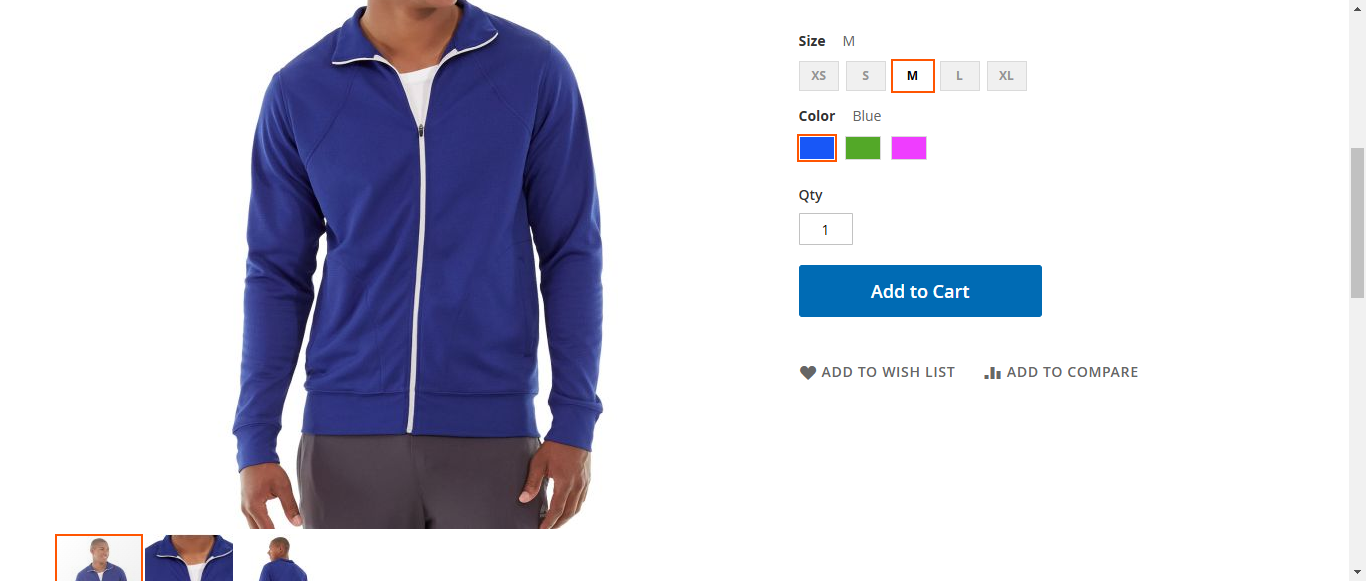 Size M
XS S M L XL
Color Blue
Qty
1
Add to Cart
ADD TO WISH LIST ADD TO COMPARE